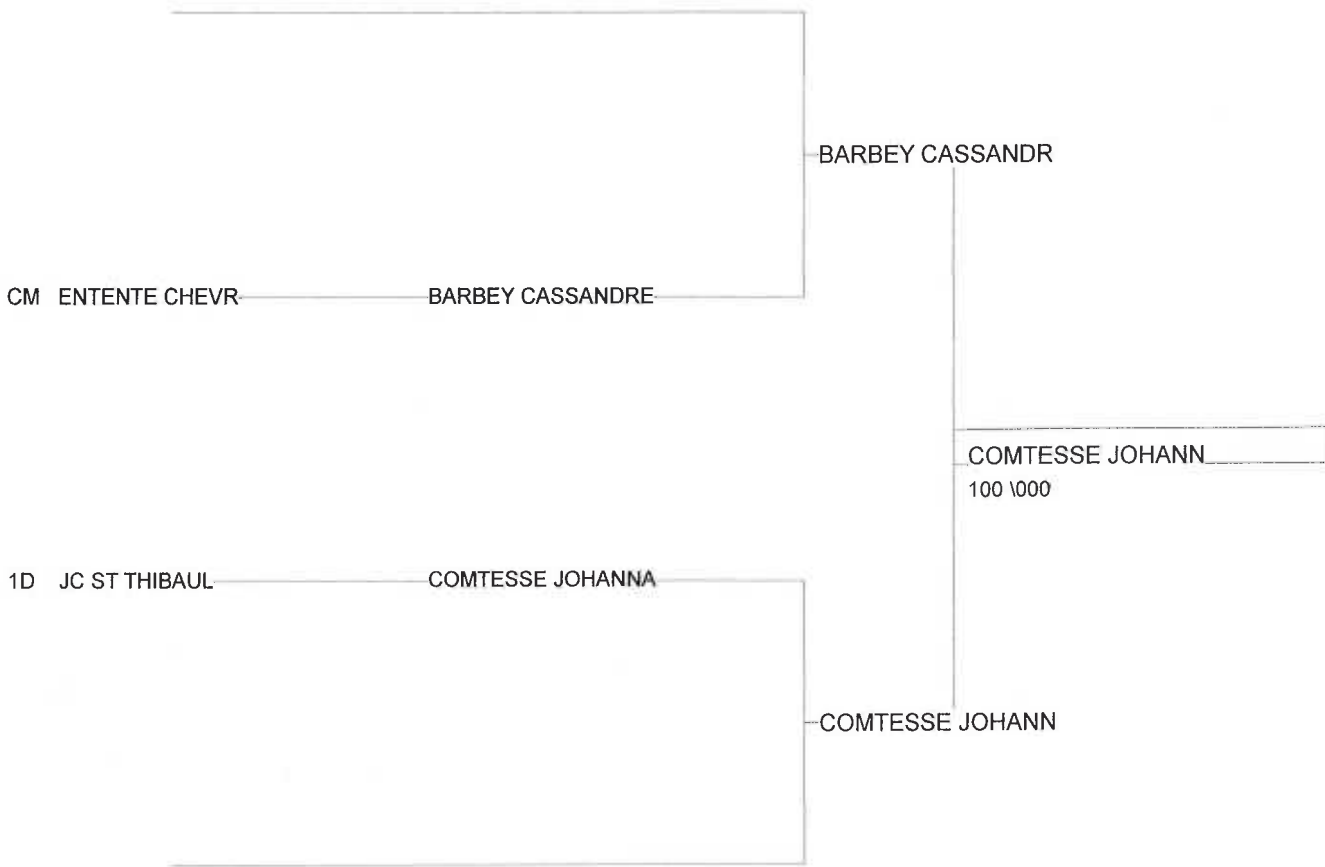 BARBEY CASSANDR
CM ENTENTE CHEVR BARBEY CASSANDRE
COMTESSE JOHANN
100 \000
1D JC ST THIBAUL COMTESSE JOHANNA
COMTESSE JOHANN